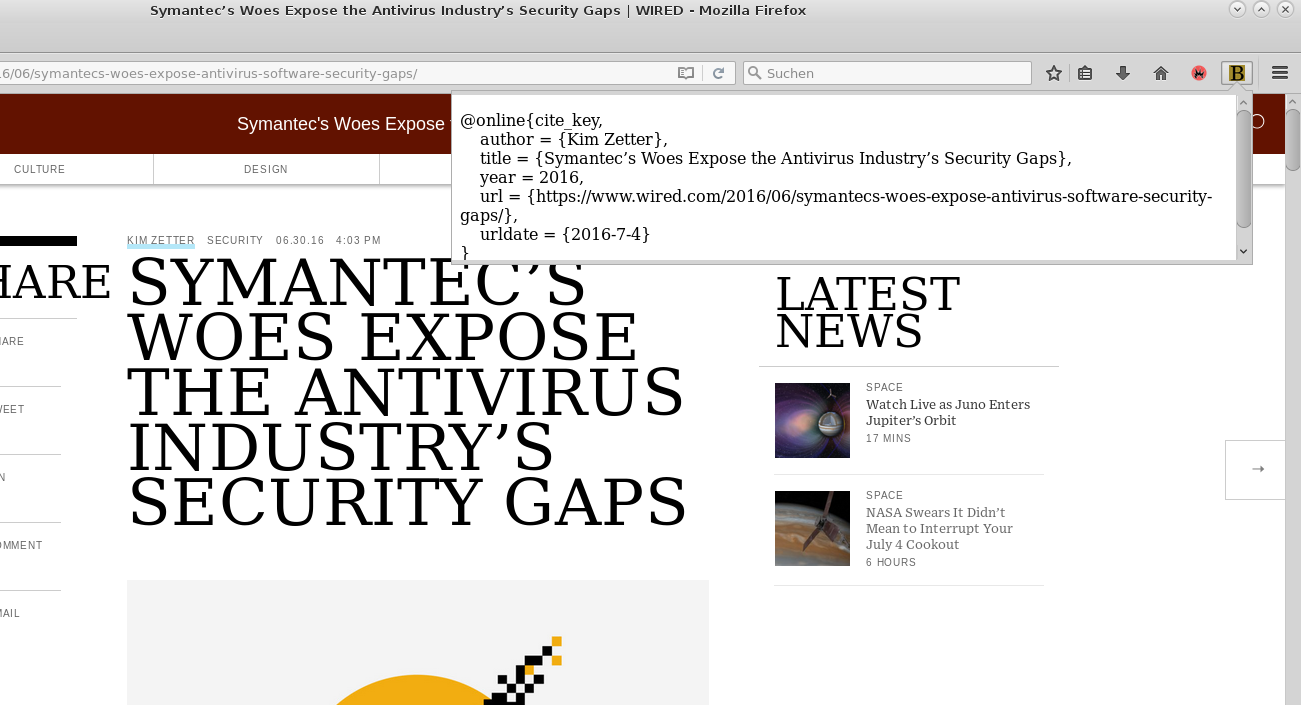 Symantec’s Woes Expose the Antivirus Industry’s Security Gaps | WIRED - Mozilla Firefox
16/06/symantecs-woes-expose-antivirus-software-security-gaps/
Suchen
B
Symantec's Woes Expose
@online{cite_key,
author = {Kim Zetter},
title = {Symantec’s Woes Expose the Antivirus Industry’s Security Gaps},
year = 2016,
url = {https://www.wired.com/2016/06/symantecs-woes-expose-antivirus-software-security-
gaps/},
urldate = {2016-7-4}
}
CULTURE
DESIGN
KIM ZETTER SECURITY 06.30.16 4:03 PM
SYMANTEC’S
WOES EXPOSE
THE ANTIVIRUS
INDUSTRY’S
SECURITY GAPS
HARE
HARE
WEET
N
OMMENT
MAIL
LATEST
NEWS
SPACE
Watch Live as Juno Enters
Jupiter’s Orbit
17 MINS
SPACE
NASA Swears It Didn’t
Mean to Interrupt Your
July 4 Cookout
6 HOURS